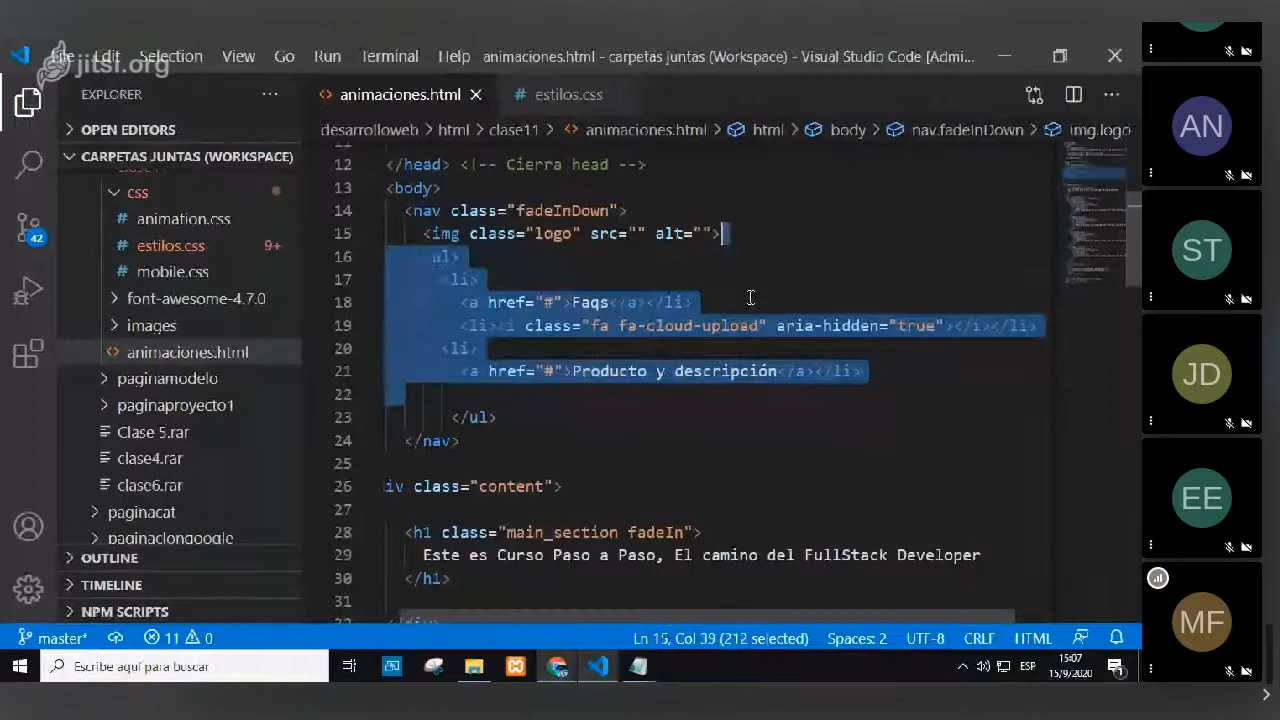 jitsi.org
File Edit Selection View Go Run Terminal Help animaciones.html - carpetas juntas (Workspace) - Visual Studio Code [Admi...
EXPLORER ...
OPEN EDITORS
CARPETAS JUNTAS (WORKSPACE)
css
# animation.css
# estilos.css 9+
# mobile.css
font-awesome-4.7.0
images
<> animaciones.html
paginamodelo
paginaproyecto1
Clase 5.rar
clase4.rar
clase6.rar
paginacat
paginaclongoogle
OUTLINE
TIMELINE
NPM SCRIPTS
42
<> animaciones.html
# estilos.css
desarrolloweb > html > clase11 > <> animaciones.html > html > body > nav.fadeInDown > img.logo
12 </head> <!-- Cierra head -->
13 <body>
14 <nav class="fadeInDown">
15 <img class="logo" src="" alt="">
16 ul>
17 <li>
18 <a href="#">Faqs</a></li>
19 <li><i class="fa fa-cloud-upload" aria-hidden="true"></i></li>
20 <li>
21 <a href="#">Producto y descripción</a></li>
22
23 </ul>
24 </nav>
25
26 iv class="content">
27
28 <h1 class="main_section fadeIn">
29 Este es Curso Paso a Paso, El camino del FullStack Developer
30 </h1>
31
</div>
AN
ST
JD
EE
MF
master* 11 0 Ln 15, Col 39 (212 selected) Spaces: 2 UTF-8 CRLF HTML
Escribe aquí para buscar
ESP
15:07
15/9/2020
1